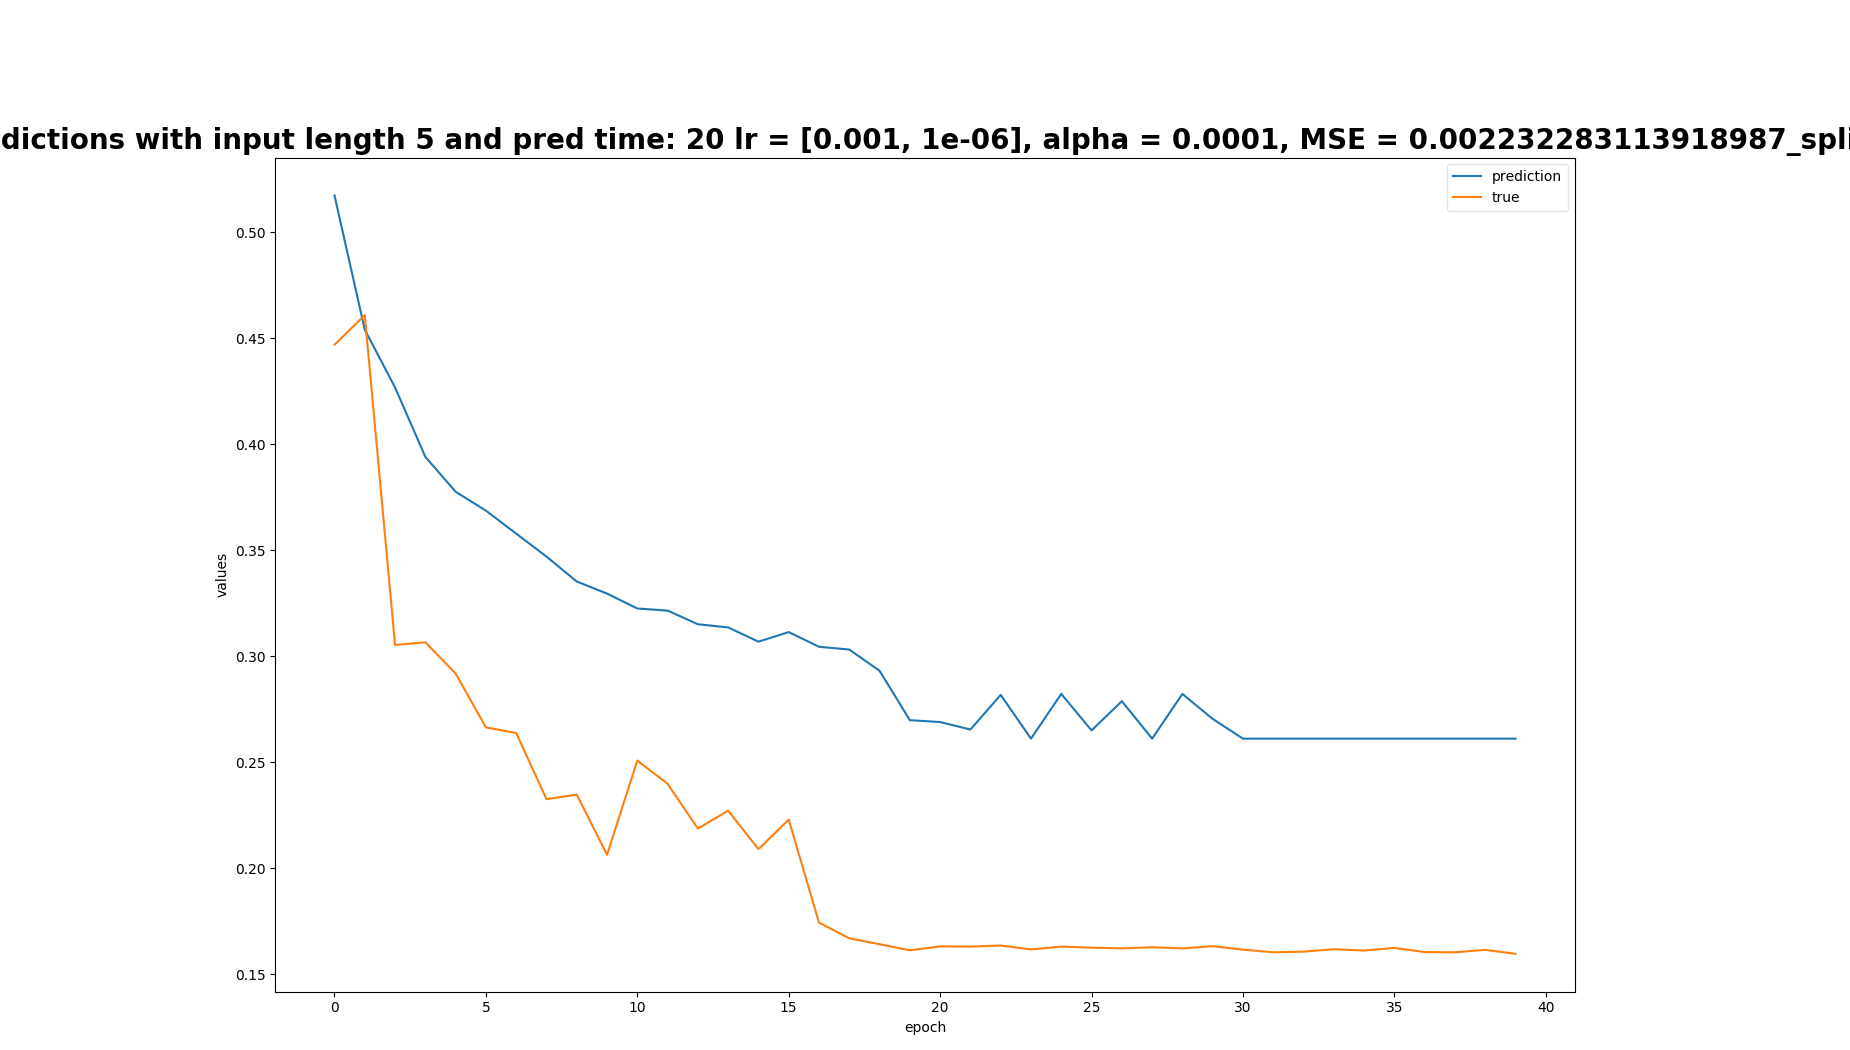 dictions with input length 5 and pred time: 20 lr = [0.001, 1e-06], alpha = 0.0001, MSE = 0.002232283113918987_spli
prediction
true
0.50
0.45
0.40
0.35
0.30
0.25
0.20
0.15
values
0 5 10 15 20 25 30 35 40
epoch